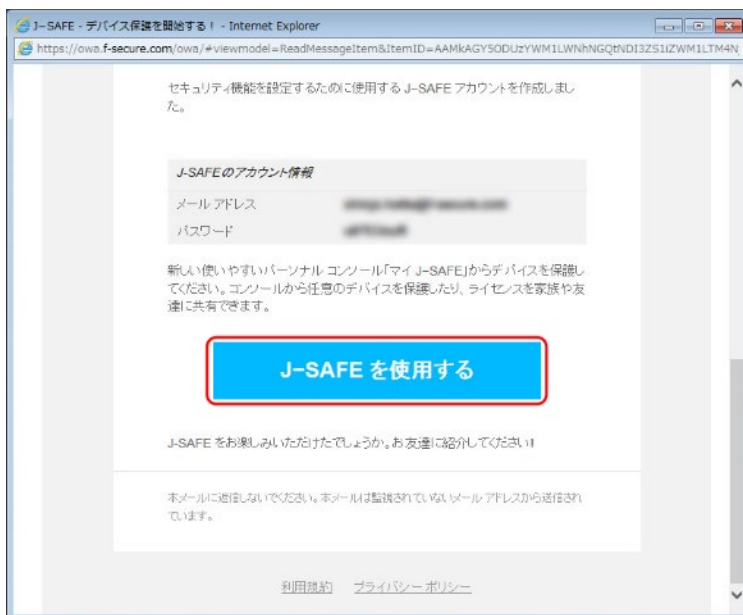 J-SAFE - デバイス保護を開始する! - Internet Explorer
https://owa.f-secure.com/owa/#viewmodel=ReadMessageItem&ItemID=AAMkAGY5ODUzYWM1LWNhNGQtNDI3ZS1iZWM1LTM4N
セキュリティ機能を設定するために使用する J-SAFE アカウントを作成しまし
た。
J-SAFEのアカウント情報
メール アドレス
パスワード
新しい使いやすいパーソナル コンソール「マイ J-SAFE」からデバイスを保護し
てください。コンソールから任意のデバイスを保護したり、ライセンスを家族や友
達に共有できます。
J-SAFE を使用する
J-SAFE をお楽しみいただけたでしょうか。お友達に紹介してください!
本メールに返信しないでください。本メールは監視されていないメール アドレスから送信され
ています。
利用規約 プライバシー ポリシー